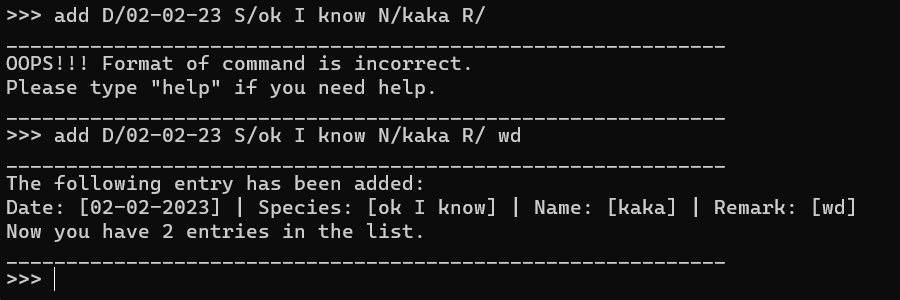 >>> add D/02-02-23 S/ok I know N/kaka R/
____________________________________________________________
OOPS!!! Format of command is incorrect.
Please type "help" if you need help.
____________________________________________________________
>>> add D/02-02-23 S/ok I know N/kaka R/ wd
____________________________________________________________
The following entry has been added:
Date: [02-02-2023] | Species: [ok I know] | Name: [kaka] | Remark: [wd]
Now you have 2 entries in the list.
____________________________________________________________
>>>